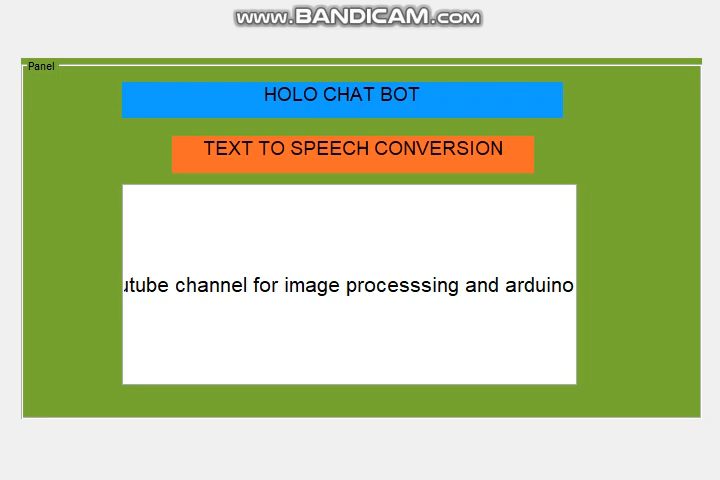 www.BANDICAM.com
Panel
HOLO CHAT BOT
TEXT TO SPEECH CONVERSION
utube channel for image processsing and arduino